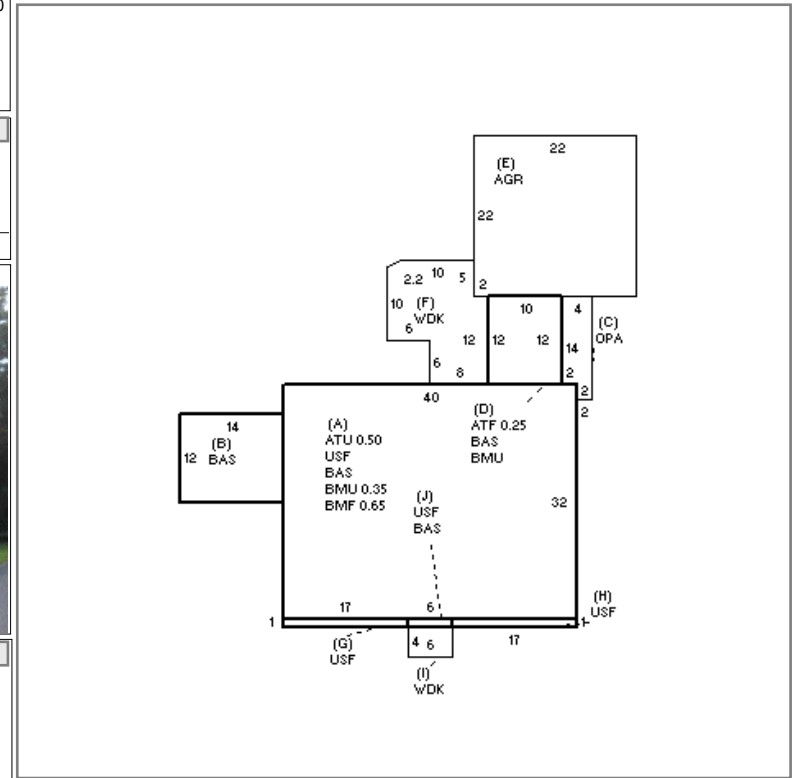 22
(E)
AGR
22
2.2 10 5 2
10 (F) 10 4
WDK (C)
6 OPA
12 12 12 14
6 8 2
2
40 2
(D)
ATF 0.25
BAS
BMU
14
(B)
12 BAS
(A)
ATU 0.50
USF
BAS
BMU 0.35
BMF 0.65
(J)
USF
BAS
32
17 6 (H)
USF
1 1
4 6 17
(G)
USF
(I)
WDK